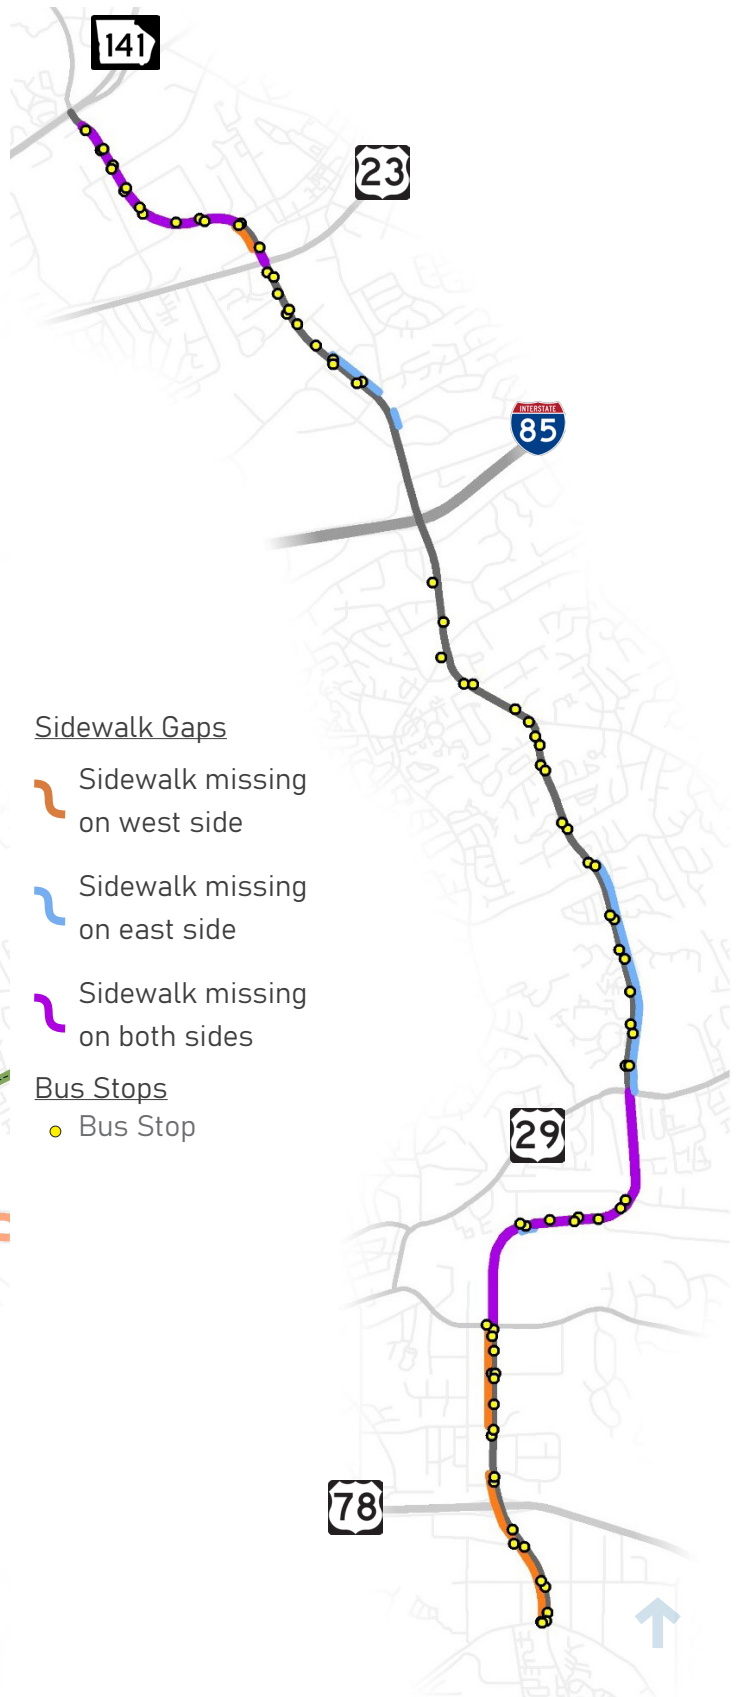 141
23
INTERSTATE
85
Sidewalk Gaps
Sidewalk missing
on west side
Sidewalk missing
on east side
Sidewalk missing
on both sides
Bus Stops
Bus Stop
29
78